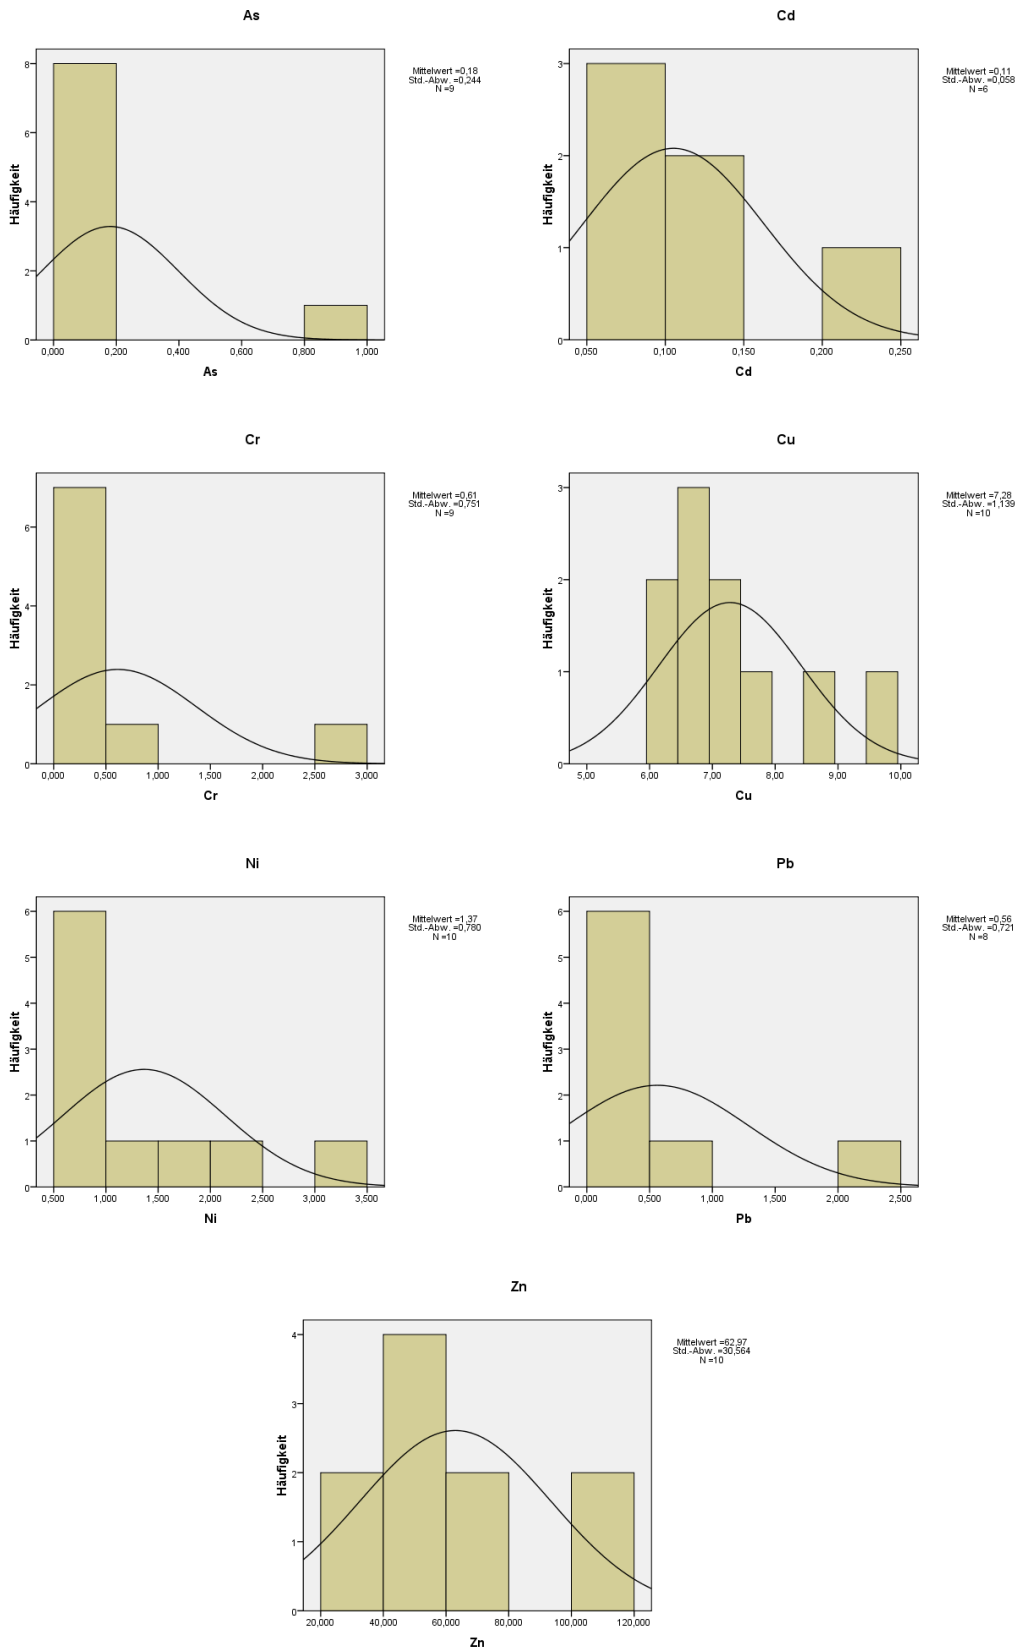 As
Mittelwert =0,18
Std.-Abw. =0,244
N =9
Häufigkeit
8
6
4
2
0
0,000 0,200 0,400 0,600 0,800 1,000
As
Cd
Mittelwert =0,11
Std.-Abw. =0,058
N =6
Häufigkeit
3
2
1
0
0,050 0,100 0,150 0,200 0,250
Cd
Cr
Mittelwert =0,61
Std.-Abw. =0,751
N =9
Häufigkeit
6
4
2
0
0,000 0,500 1,000 1,500 2,000 2,500 3,000
Cr
Cu
Mittelwert =7,28
Std.-Abw. =1,139
N =10
Häufigkeit
3
2
1
0
5,00 6,00 7,00 8,00 9,00 10,00
Cu
Ni
Mittelwert =1,37
Std.-Abw. =0,780
N =10
Häufigkeit
6
5
4
3
2
1
0
0,500 1,000 1,500 2,000 2,500 3,000 3,500
Ni
Pb
Mittelwert =0,56
Std.-Abw. =0,721
N =8
Häufigkeit
6
5
4
3
2
1
0
0,000 0,500 1,000 1,500 2,000 2,500
Pb
Zn
Mittelwert =62,97
Std.-Abw. =30,564
N =10
Häufigkeit
4
3
2
1
0
20,000 40,000 60,000 80,000 100,000 120,000
Zn